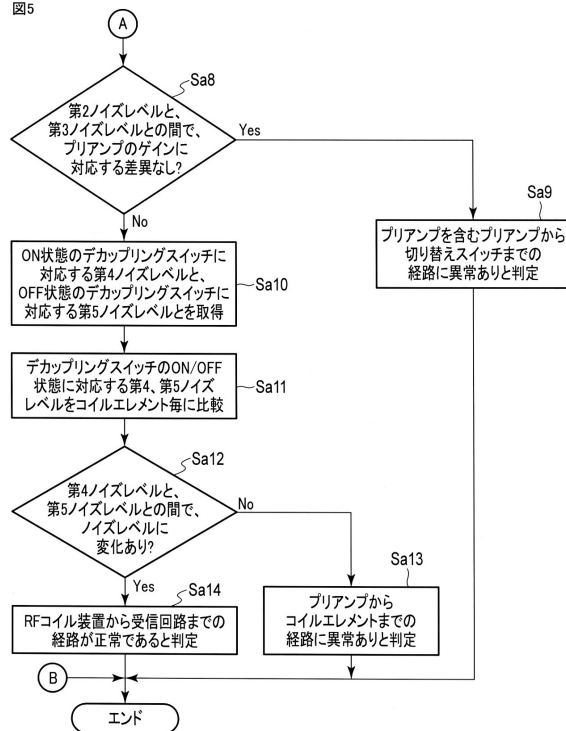 図5
A
Sa8
第2ノイズレベルと、
第3ノイズレベルとの間で、
プリアンプのゲインに
対応する差異なし?
Yes
No
Sa9
プリアンプを含むプリアンプから
切り替えスイッチまでの
経路に異常ありと判定
ON状態のデカップリングスイッチに
対応する第4ノイズレベルと、
OFF状態のデカップリングスイッチに
対応する第5ノイズレベルとを取得
Sa10
デカップリングスイッチのON/OFF
状態に対応する第4、第5ノイズ
レベルをコイルエレメント毎に比較
Sa11
Sa12
第4ノイズレベルと、
第5ノイズレベルとの間で、
ノイズレベルに
変化あり?
No
Yes
Sa13
プリアンプから
コイルエレメントまでの
経路に異常ありと判定
Sa14
RFコイル装置から受信回路までの
経路が正常であると判定
B
エンド